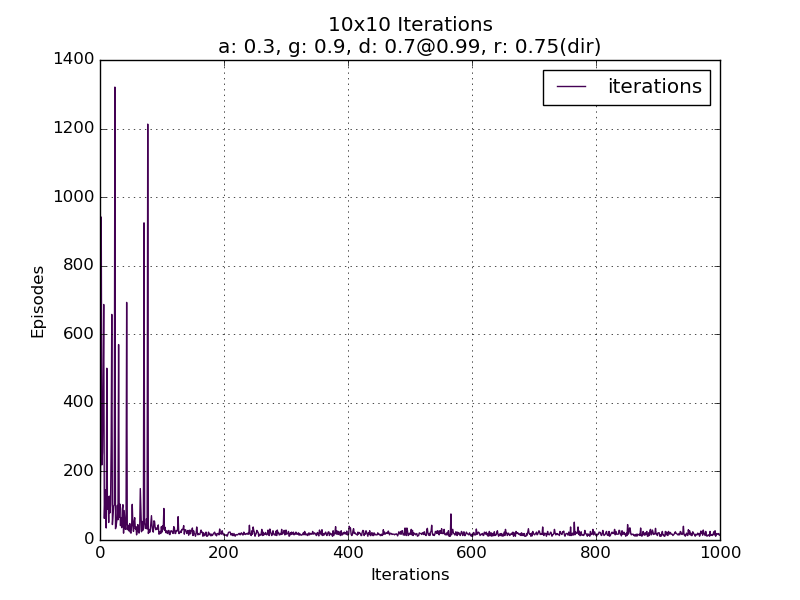 10x10 Iterations
a: 0.3, g: 0.9, d: 0.7@0.99, r: 0.75(dir)
iterations
Episodes
1400
1200
1000
800
600
400
200
0
0 200 400 600 800 1000
Iterations